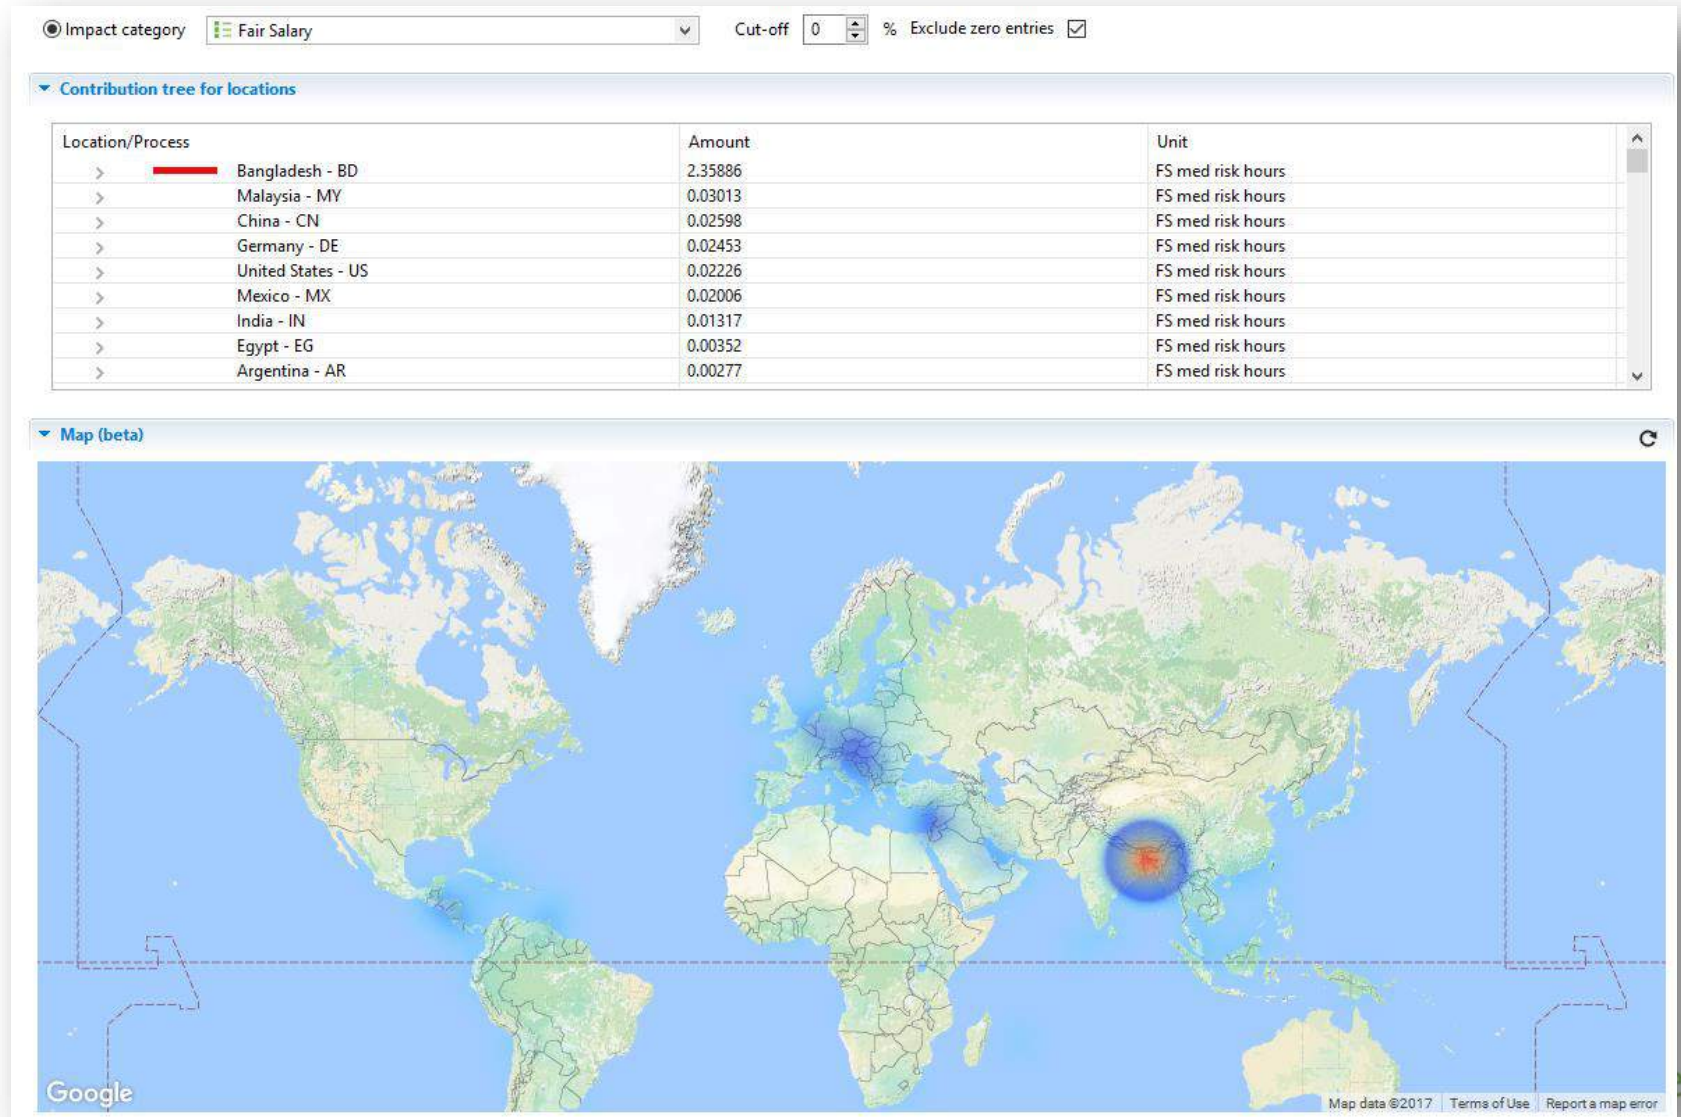 Impact category Fair Salary Cut-off 0 % Exclude zero entries
Contribution tree for locations
Location/Process Amount Unit
Bangladesh - BD 2.35886 FS med risk hours
Malaysia - MY 0.03013 FS med risk hours
China - CN 0.02598 FS med risk hours
Germany - DE 0.02453 FS med risk hours
United States - US 0.02226 FS med risk hours
Mexico - MX 0.02006 FS med risk hours
India - IN 0.01317 FS med risk hours
Egypt - EG 0.00352 FS med risk hours
Argentina - AR 0.00277 FS med risk hours
Map (beta)
Google
Map data ©2017 Terms of Use Report a map error